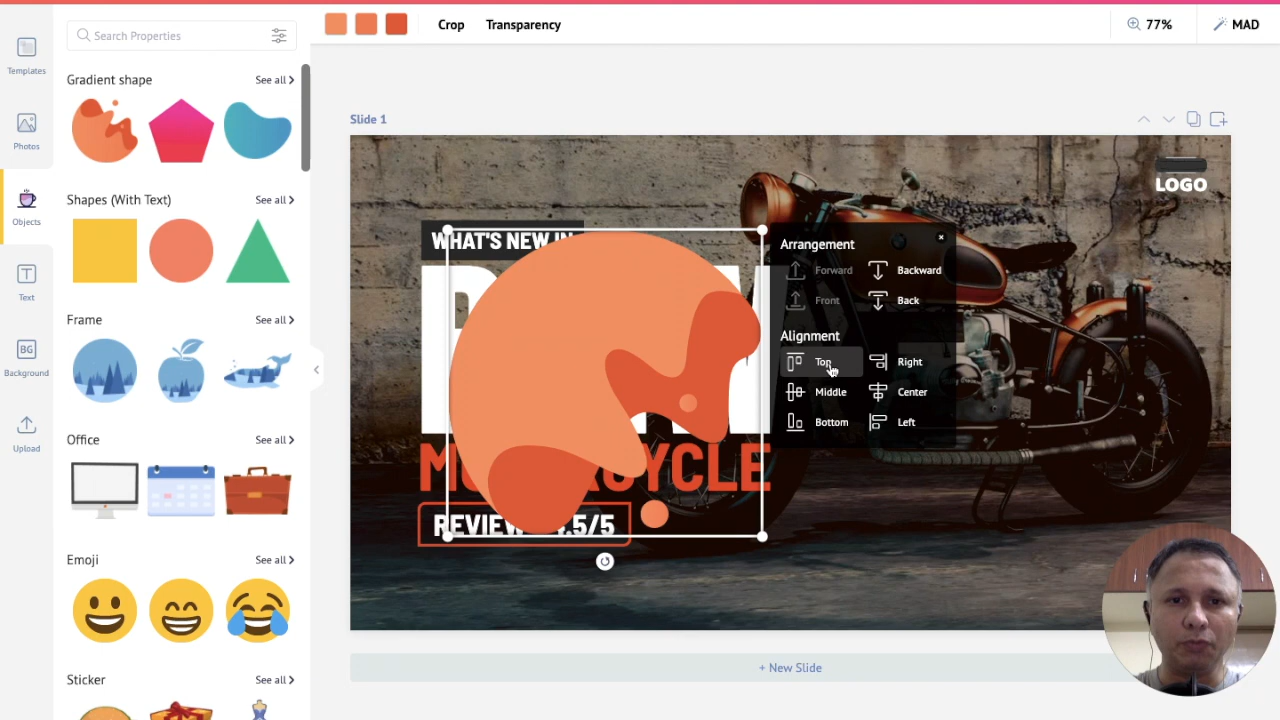 Search Properties
Crop
Transparency
77%
MAD
Templates
Photos
Objects
Text
BG
Background
Upload
Gradient shape
See all
Shapes (With Text)
See all
Frame
See all
Office
See all
Emoji
See all
Sticker
See all
Slide 1
LOGO
WHAT'S NEW IN
REVIEW
.5/5
Arrangement
Forward
Backward
Front
Back
Alignment
Top
Right
Middle
Center
Bottom
Left
+ New Slide